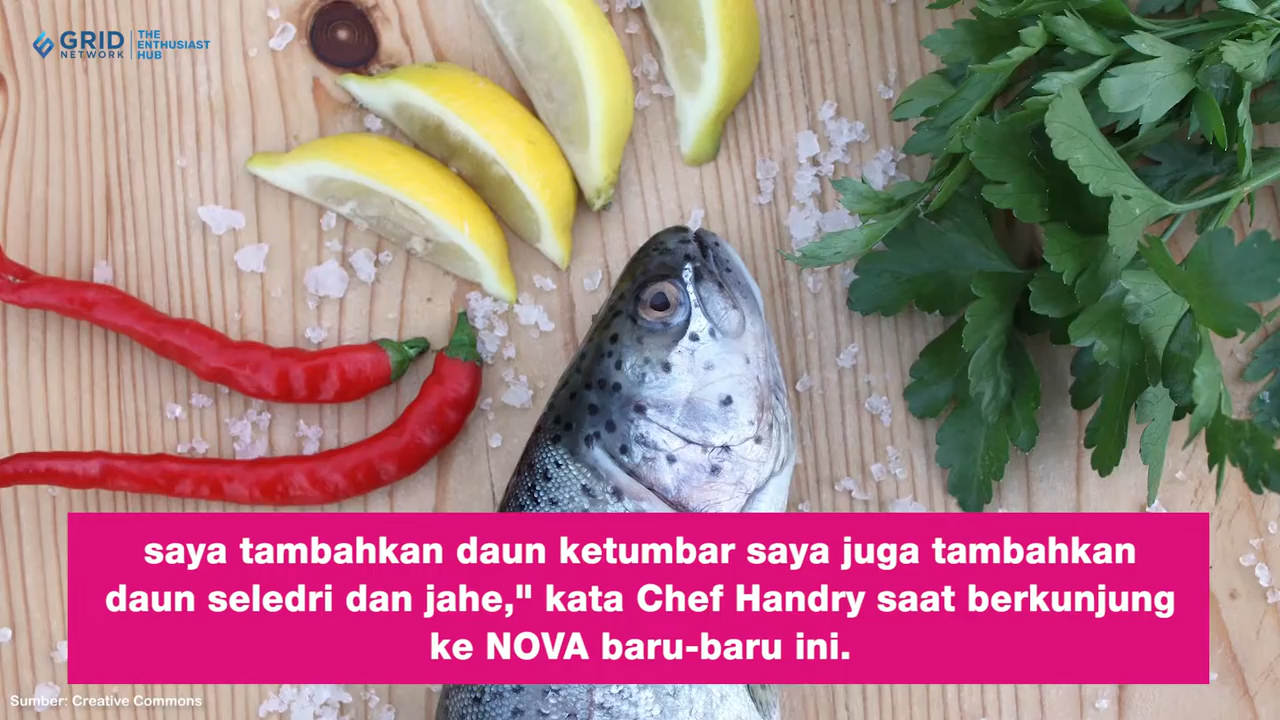 GRID
NETWORK
THE
ENTHUSIAST
HUB
saya tambahkan daun ketumbar saya juga tambahkan
daun seledri dan jahe," kata Chef Handry saat berkunjung
ke NOVA baru-baru ini.
Sumber: Creative Commons